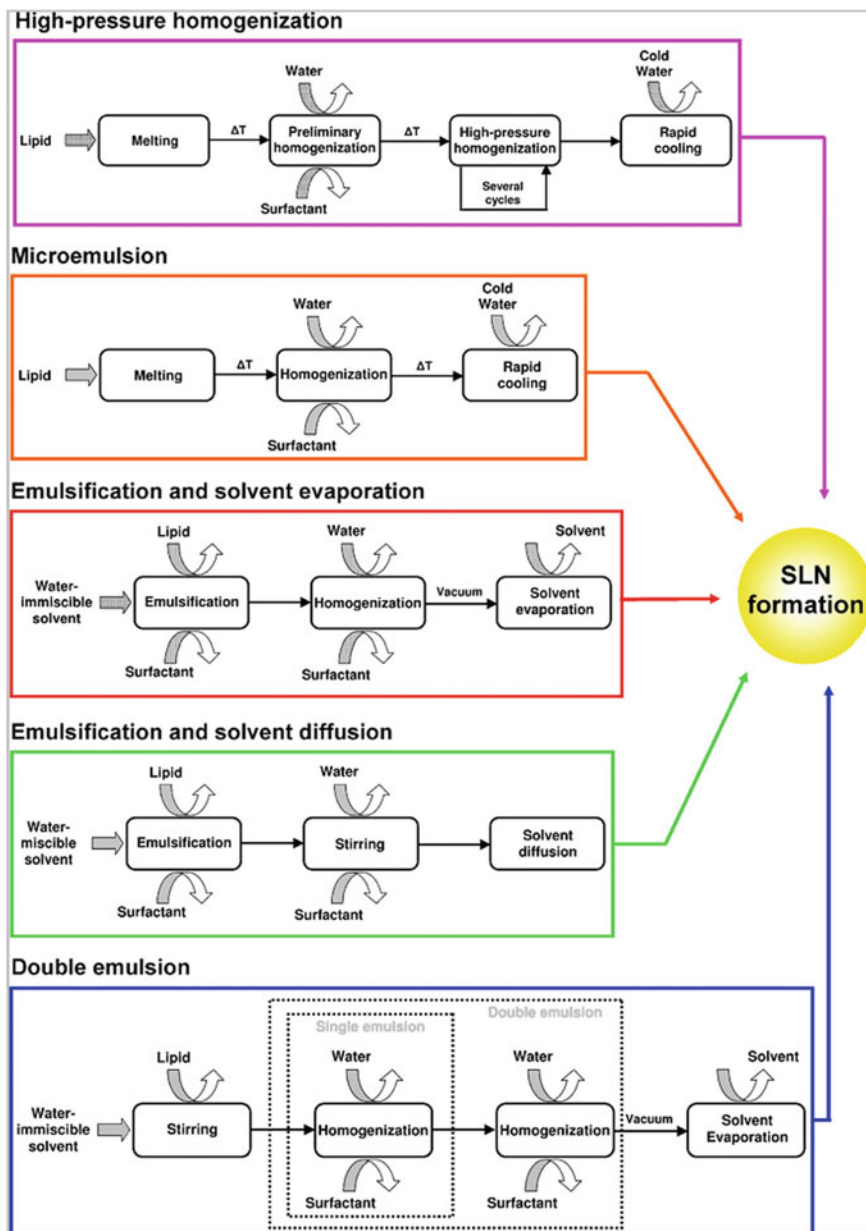 High-pressure homogenization
Water
Cold
Water
Lipid
Melting
ΔT
Preliminary
homogenization
ΔT
High-pressure
homogenization
Rapid
cooling
Several
cycles
Surfactant
Microemulsion
Water
Cold
Water
Lipid
Melting
ΔT
Homogenization
ΔT
Rapid
cooling
Surfactant
Emulsification and solvent evaporation
Lipid
Water
Solvent
Water-
immiscible
solvent
Emulsification
Homogenization
Vacuum
Solvent
evaporation
Surfactant
Surfactant
SLN
formation
Emulsification and solvent diffusion
Lipid
Water
Water-
miscible
solvent
Emulsification
Stirring
Solvent
diffusion
Surfactant
Surfactant
Double emulsion
Single emulsion
Double emulsion
Lipid
Water
Water
Solvent
Water-
immiscible
solvent
Stirring
Homogenization
Homogenization
Vacuum
Solvent
Evaporation
Surfactant
Surfactant